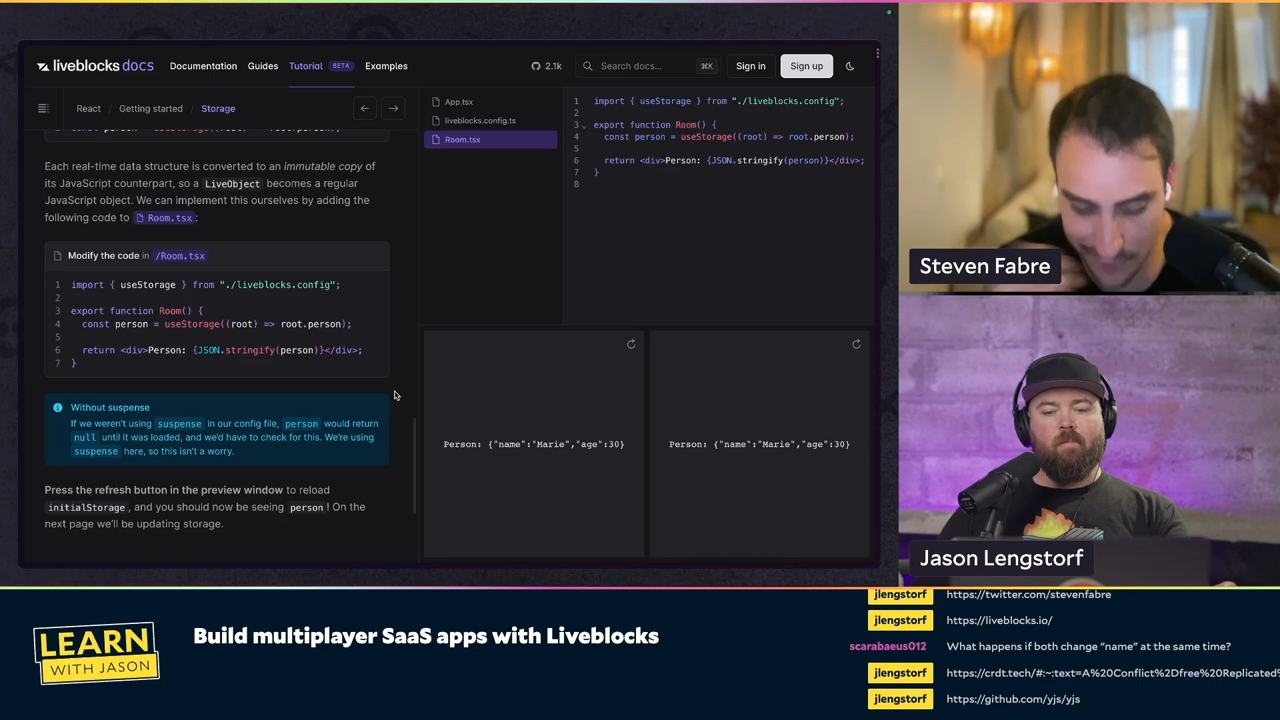 liveblocks docs
Documentation
Guides
Tutorial
BETA
Examples
2.1k
Search docs...
⌘K
Sign in
Sign up
React / Getting started / Storage
Each real-time data structure is converted to an immutable copy of
its JavaScript counterpart, so a LiveObject becomes a regular
JavaScript object. We can implement this ourselves by adding the
following code to Room.tsx:
Modify the code in /Room.tsx
1 import { useStorage } from "./liveblocks.config";
2
3 export function Room() {
4 const person = useStorage((root) => root.person);
5
6 return <div>Person: {JSON.stringify(person)}</div>;
7 }
Without suspense
If we weren't using suspense in our config file, person would return
null until it was loaded, and we'd have to check for this. We're using
suspense here, so this isn't a worry.
Press the refresh button in the preview window to reload
initialStorage, and you should now be seeing person! On the
next page we'll be updating storage.
App.tsx
liveblocks.config.ts
Room.tsx
1 import { useStorage } from "./liveblocks.config";
2
3 export function Room() {
4 const person = useStorage((root) => root.person);
5
6 return <div>Person: {JSON.stringify(person)}</div>;
7 }
8
Person: {"name":"Marie","age":30}
Person: {"name":"Marie","age":30}
Steven Fabre
Jason Lengstorf
LEARN
WITH JASON
Build multiplayer SaaS apps with Liveblocks
jlengstorf https://twitter.com/stevenfabre
jlengstorf https://liveblocks.io/
scarabaeus012 What happens if both change "name" at the same time?
jlengstorf https://crdt.tech/#:~:text=A%20Conflict%2Dfree%20Replicated%
jlengstorf https://github.com/yjs/yjs